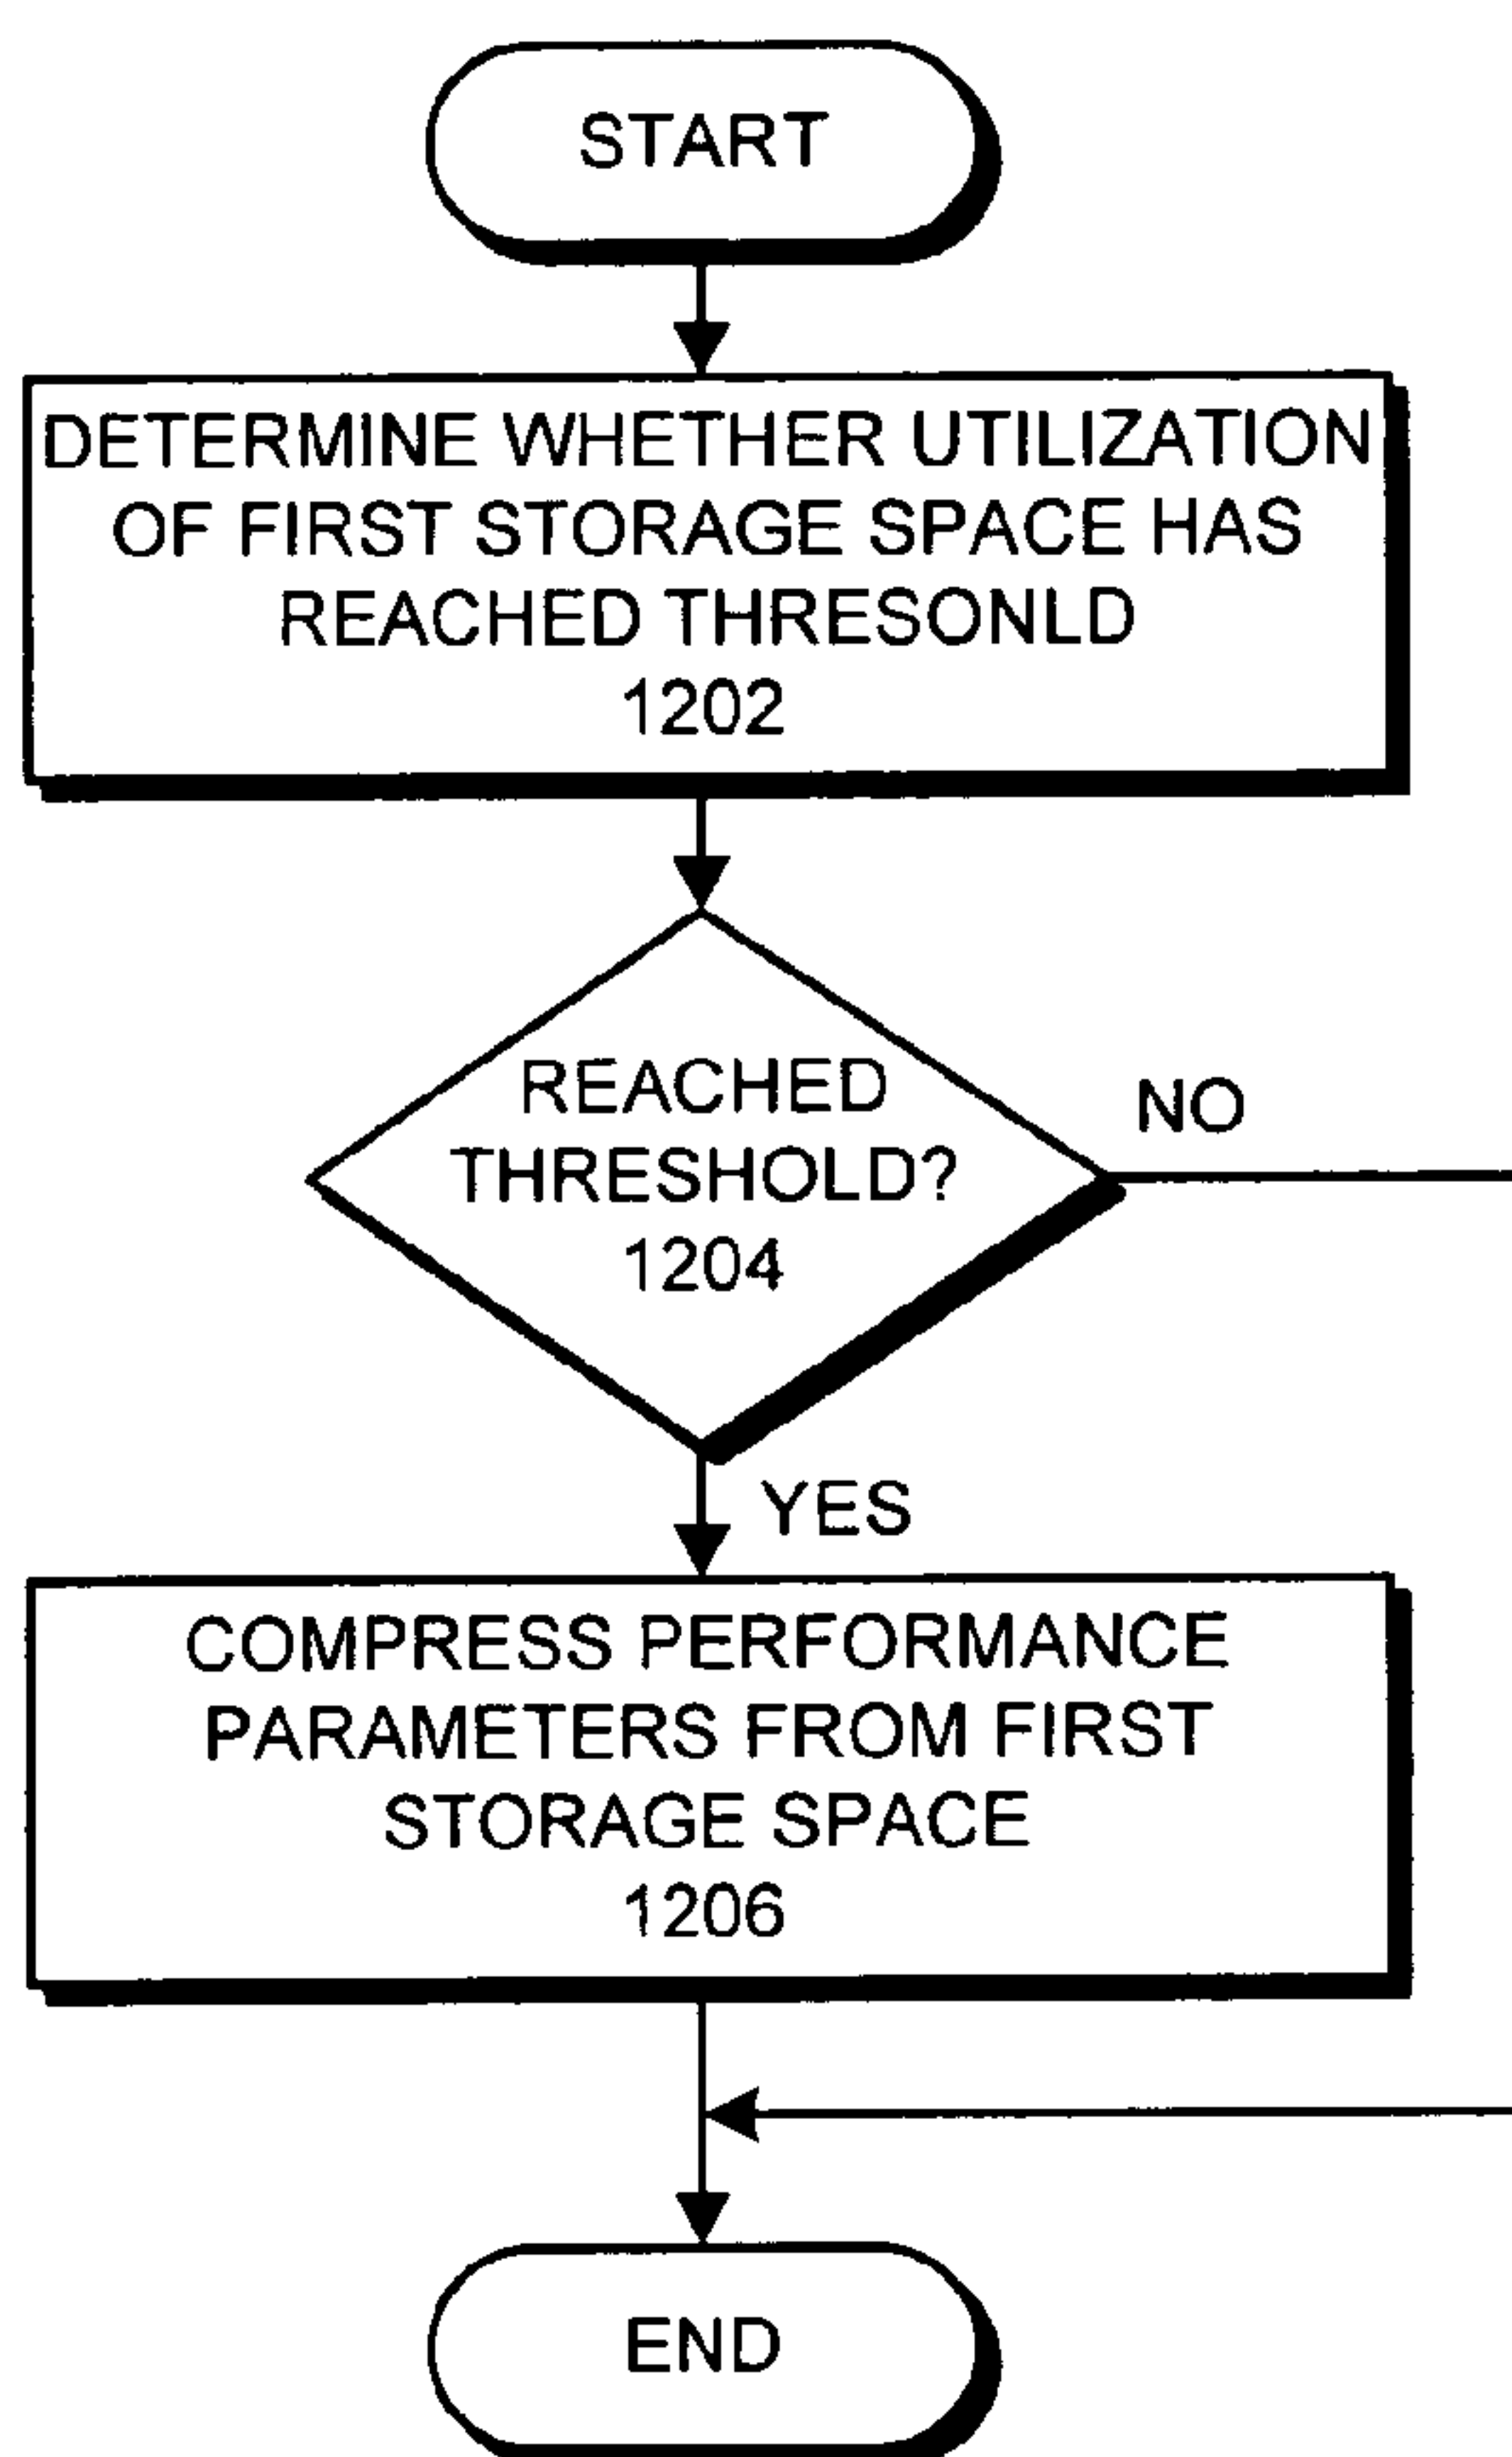 START
DETERMINE WHETHER UTILIZATION
OF FIRST STORAGE SPACE HAS
REACHED THRESONLD
1202
REACHED
THRESHOLD?
1204
NO
YES
COMPRESS PERFORMANCE
PARAMETERS FROM FIRST
STORAGE SPACE
1206
END